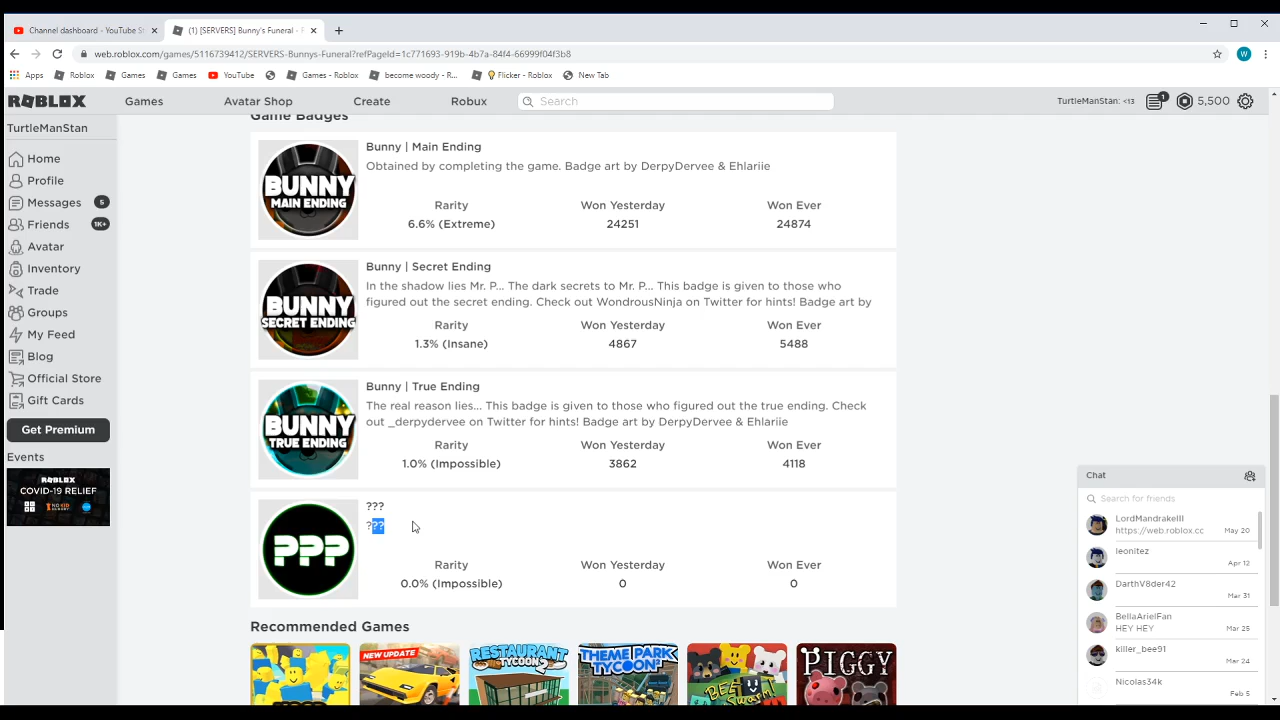 Channel dashboard - YouTube St
(1) [SERVERS] Bunny's Funeral -
web.roblox.com/games/5116739412/SERVERS-Bunnys-Funeral?refPageId=1c771693-919b-4b7a-84f4-66999f04f3b8
W
Apps
Roblox
Games
Games
YouTube
Games - Roblox
become woody - R...
Flicker - Roblox
New Tab
ROBLOX
Games
Avatar Shop
Create
Robux
Search
TurtleManStan: <13
1
5,500
TurtleManStan
Home
Profile
Messages
5
Friends
1K+
Avatar
Inventory
Trade
Groups
My Feed
Blog
Official Store
Gift Cards
Get Premium
Events
ROBLOX
COVID-19 RELIEF
NO KID
HUNGRY
Game Badges
BUNNY
MAIN ENDING
Bunny | Main Ending
Obtained by completing the game. Badge art by DerpyDervee & Ehlariie
Rarity
Won Yesterday
Won Ever
6.6% (Extreme)
24251
24874
BUNNY
SECRET ENDING
Bunny | Secret Ending
In the shadow lies Mr. P... The dark secrets to Mr. P... This badge is given to those who
figured out the secret ending. Check out WondrousNinja on Twitter for hints! Badge art by
Rarity
Won Yesterday
Won Ever
1.3% (Insane)
4867
5488
BUNNY
TRUE ENDING
Bunny | True Ending
The real reason lies... This badge is given to those who figured out the true ending. Check
out _derpydervee on Twitter for hints! Badge art by DerpyDervee & Ehlariie
Rarity
Won Yesterday
Won Ever
1.0% (Impossible)
3862
4118
???
???
???
Rarity
Won Yesterday
Won Ever
0.0% (Impossible)
0
0
Recommended Games
NEW UPDATE
RESTAURANT
TYCOON
THEME PARK
TYCOON
BEE
SWARM
PIGGY
Chat
Search for friends
LordMandrakeIII
https://web.roblox.cc
May 20
leonitez
Apr 12
DarthV8der42
Mar 31
BellaArielFan
HEY HEY
Mar 25
killer_bee91
Mar 24
Nicolas34k
Feb 5